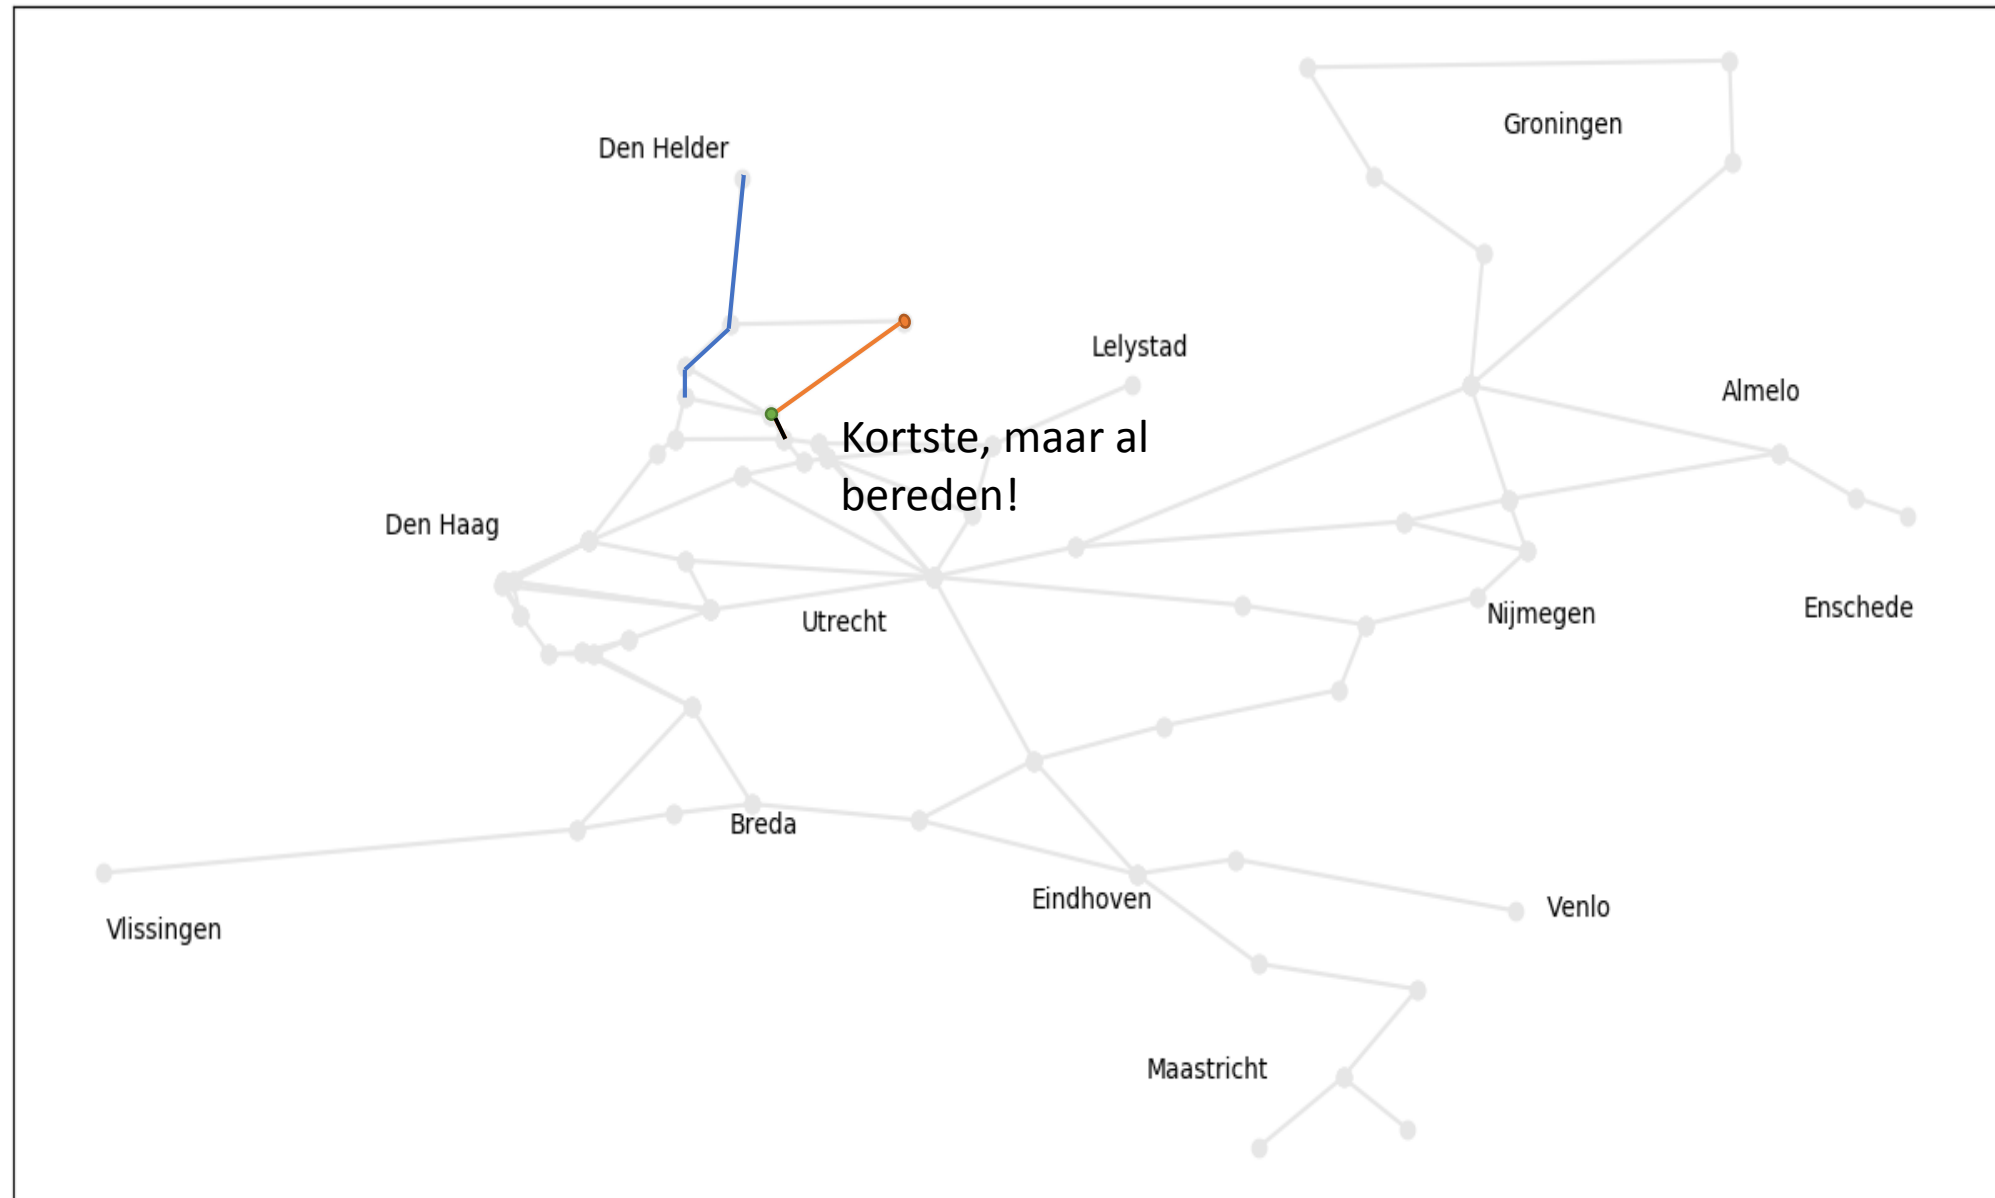 Groningen
Den Helder
Lelystad
Almelo
Kortste, maar al
bereden!
Den Haag
Nijmegen
Enschede
Utrecht
Breda
Eindhoven
Venlo
Vlissingen
Maastricht